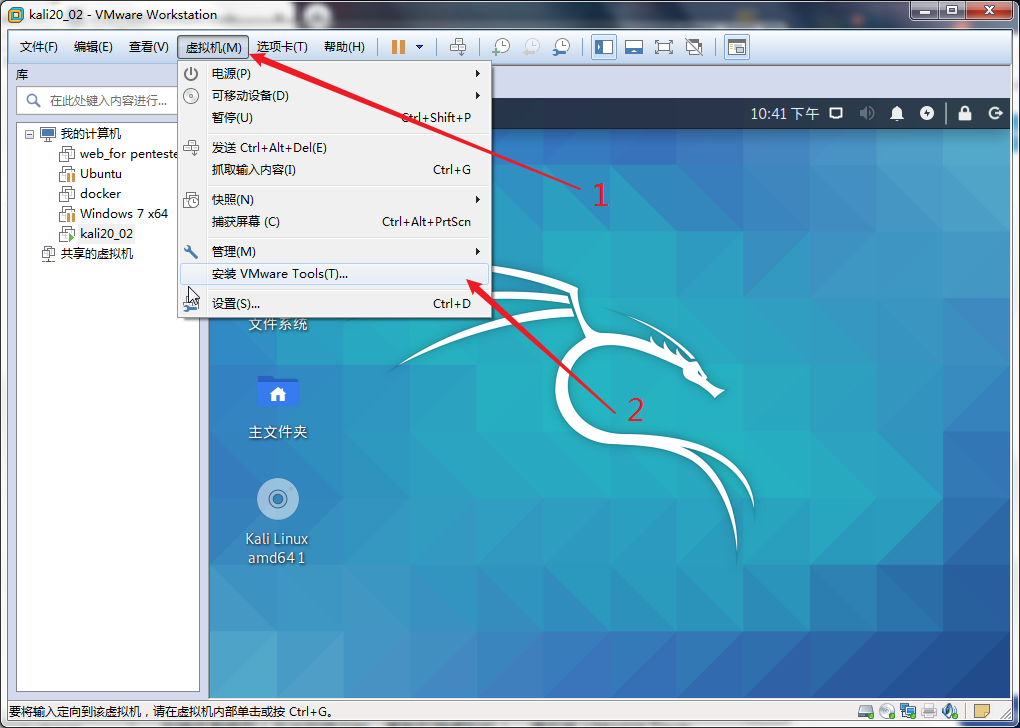 kali20_02 - VMware Workstation
文件(F) 编辑(E) 查看(V) 虚拟机(M) 选项卡(T) 帮助(H)
库
在此处键入内容进行...
我的计算机
web_for penteste
Ubuntu
docker
Windows 7 x64
kali20_02
共享的虚拟机
电源(P)
可移动设备(D)
暂停(U) Ctrl+Shift+P
发送 Ctrl+Alt+Del(E)
抓取输入内容(I) Ctrl+G
快照(N)
捕获屏幕 (C) Ctrl+Alt+PrtScn
管理(M)
安装 VMware Tools(T)...
设置(S)... Ctrl+D
1
2
10:41 下午
文件系统
主文件夹
Kali Linux
amd64 1
要将输入定向到该虚拟机，请在虚拟机内部单击或按 Ctrl+G。